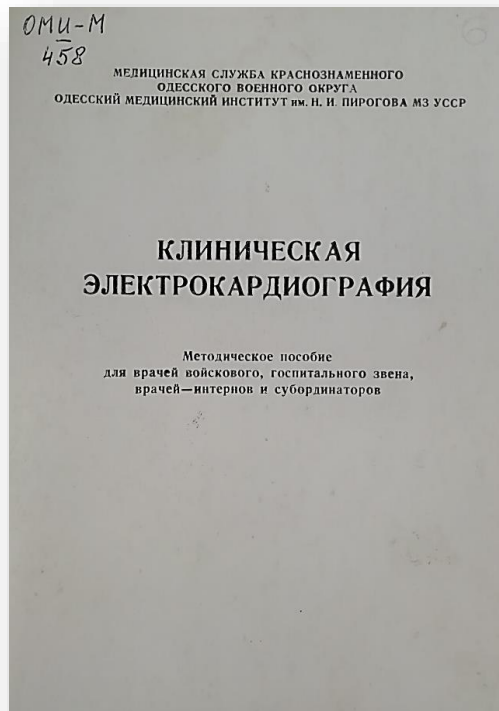 ОМИ-М
458
МЕДИЦИНСКАЯ СЛУЖБА КРАСНОЗНАМЕННОГО
ОДЕССКОГО ВОЕННОГО ОКРУГА
ОДЕССКИЙ МЕДИЦИНСКИЙ ИНСТИТУТ им. Н. И. ПИРОГОВА МЗ УССР
КЛИНИЧЕСКАЯ
ЭЛЕКТРОКАРДИОГРАФИЯ
Методическое пособие
для врачей войскового, госпитального звена,
врачей—интернов и субординаторов